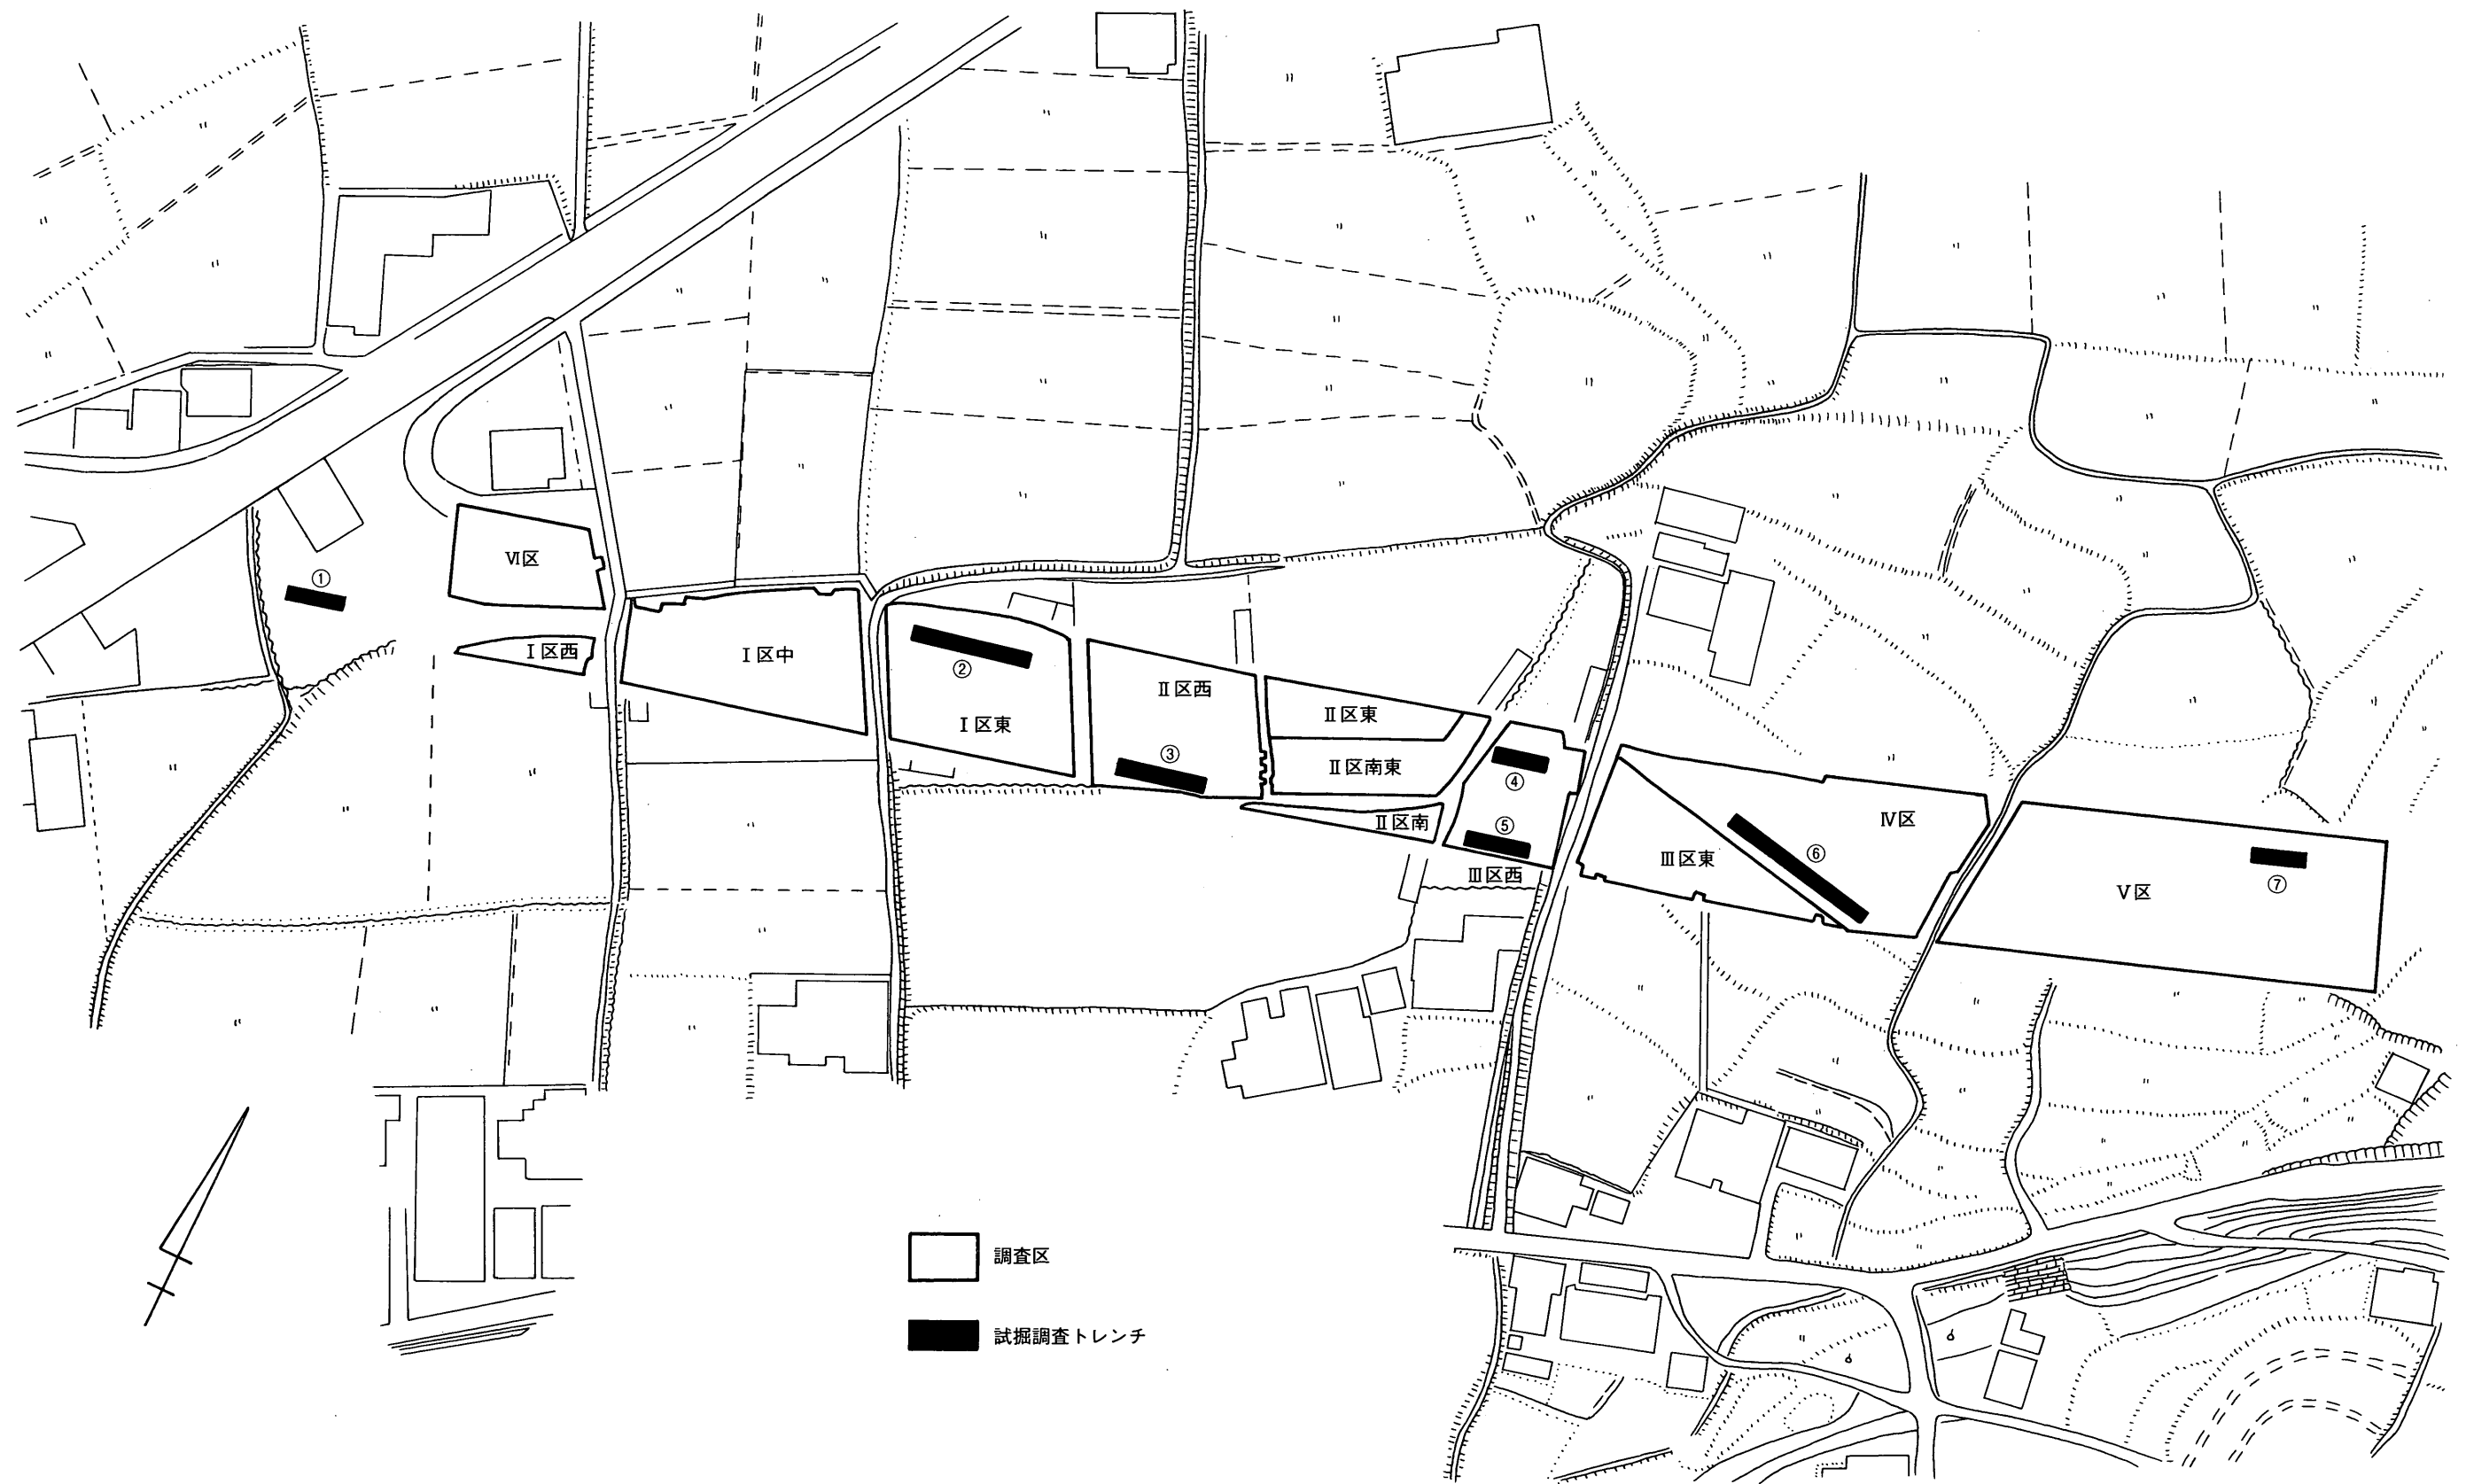 Ⅵ区
①
Ⅰ区西
Ⅰ区中
②
Ⅰ区東
Ⅱ区西
③
Ⅱ区東
Ⅱ区南東
Ⅱ区南
④
⑤
Ⅲ区西
Ⅲ区東
⑥
Ⅳ区
Ⅴ区
⑦
調査区
試掘調査トレンチ